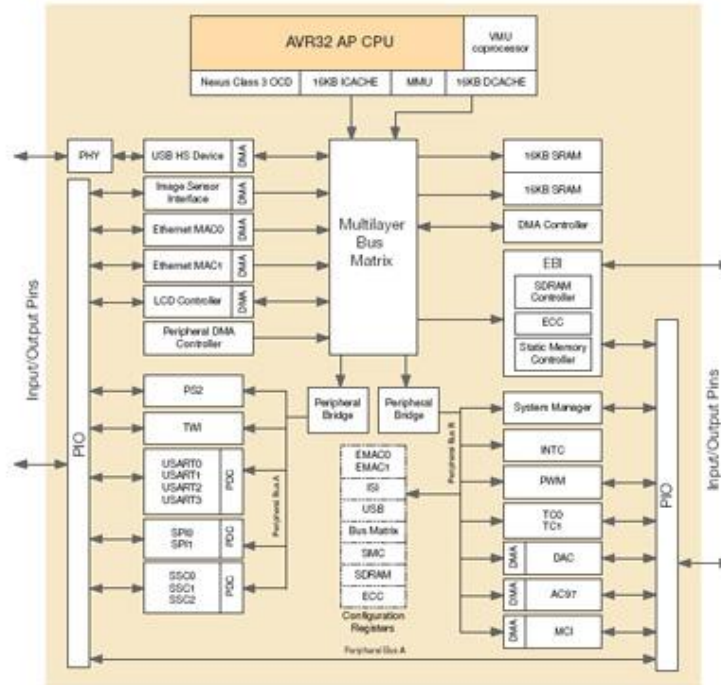 AVR32 AP CPU
VMU
coprocessor
Nexus Class 3 OCD
16KB ICACHE
MMU
16KB DCACHE
PHY
USB HS Device
DMA
Image Sensor
Interface
DMA
Ethernet MAC0
DMA
Ethernet MAC1
DMA
LCD Controller
DMA
Peripheral DMA
Controller
Multilayer
Bus
Matrix
16KB SRAM
16KB SRAM
DMA Controller
EBI
SDRAM
Controller
ECC
Static Memory
Controller
Input/Output Pins
PIO
PS2
TWI
USART0
USART1
USART2
USART3
PDC
SPI0
SPI1
PDC
SSC0
SSC1
SSC2
PDC
Peripheral Bus A
Peripheral
Bridge
Peripheral
Bridge
Peripheral Bus B
EMAC0
EMAC1
ISI
USB
Bus Matrix
SMC
SDRAM
ECC
Configuration
Registers
System Manager
INTC
PWM
TC0
TC1
DMA
DAC
DMA
AC97
DMA
MCI
PIO
Input/Output Pins
Peripheral Bus A